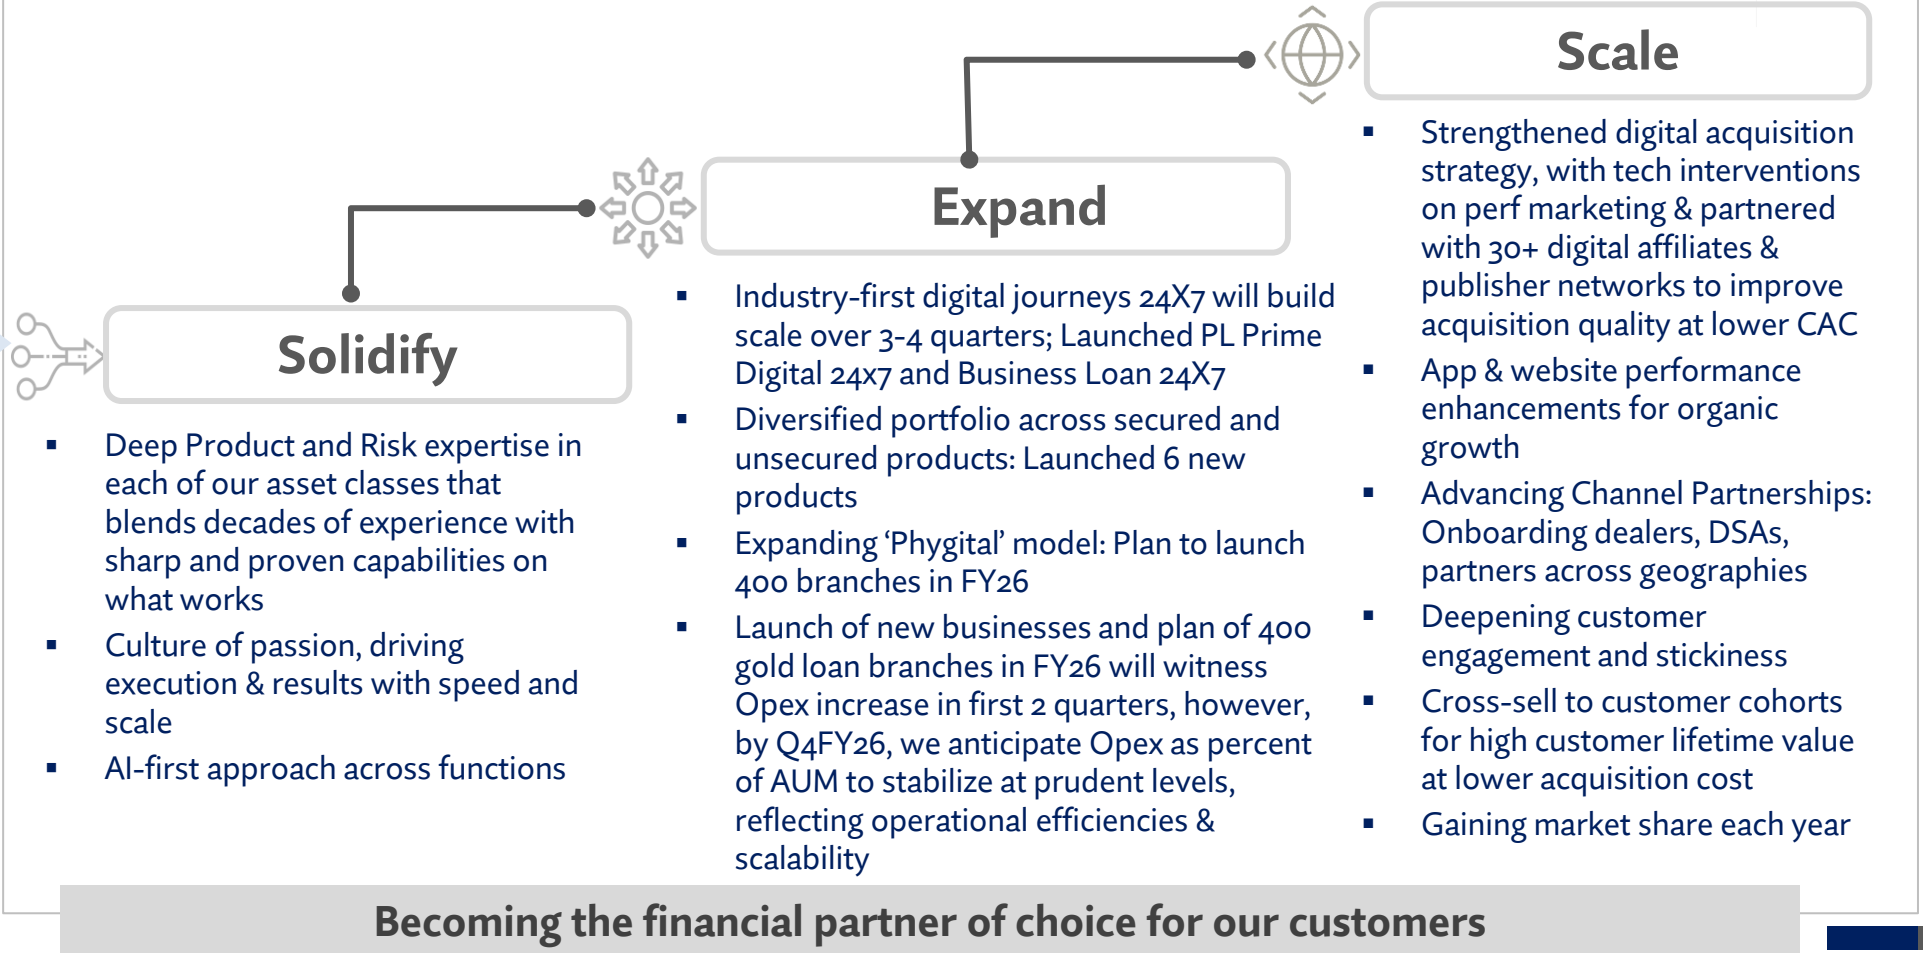 Solidify
Deep Product and Risk expertise in
each of our asset classes that
blends decades of experience with
sharp and proven capabilities on
what works
Culture of passion, driving
execution & results with speed and
scale
AI-first approach across functions
Expand
Industry-first digital journeys 24X7 will build
scale over 3-4 quarters; Launched PL Prime
Digital 24x7 and Business Loan 24X7
Diversified portfolio across secured and
unsecured products: Launched 6 new
products
Expanding ‘Phygital’ model: Plan to launch
400 branches in FY26
Launch of new businesses and plan of 400
gold loan branches in FY26 will witness
Opex increase in first 2 quarters, however,
by Q4FY26, we anticipate Opex as percent
of AUM to stabilize at prudent levels,
reflecting operational efficiencies &
scalability
Scale
Strengthened digital acquisition
strategy, with tech interventions
on perf marketing & partnered
with 30+ digital affiliates &
publisher networks to improve
acquisition quality at lower CAC
App & website performance
enhancements for organic
growth
Advancing Channel Partnerships:
Onboarding dealers, DSAs,
partners across geographies
Deepening customer
engagement and stickiness
Cross-sell to customer cohorts
for high customer lifetime value
at lower acquisition cost
Gaining market share each year
Becoming the financial partner of choice for our customers